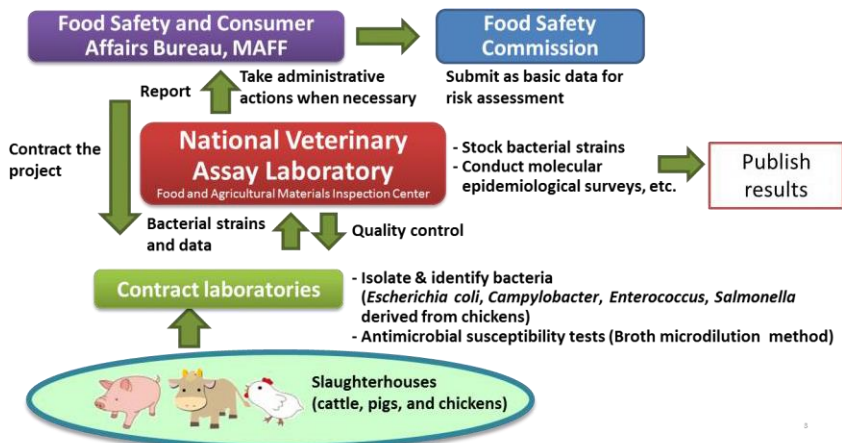 Food Safety and Consumer
Affairs Bureau, MAFF
Food Safety
Commission
Report
Take administrative
actions when necessary
Submit as basic data for
risk assessment
Contract the
project
National Veterinary
Assay Laboratory
Food and Agricultural Materials Inspection Center
- Stock bacterial strains
- Conduct molecular
epidemiological surveys, etc.
Publish
results
Bacterial strains
and data
Quality control
Contract laboratories
- Isolate & identify bacteria
(Escherichia coli, Campylobacter, Enterococcus, Salmonella
derived from chickens)
- Antimicrobial susceptibility tests (Broth microdilution method)
Slaughterhouses
(cattle, pigs, and chickens)